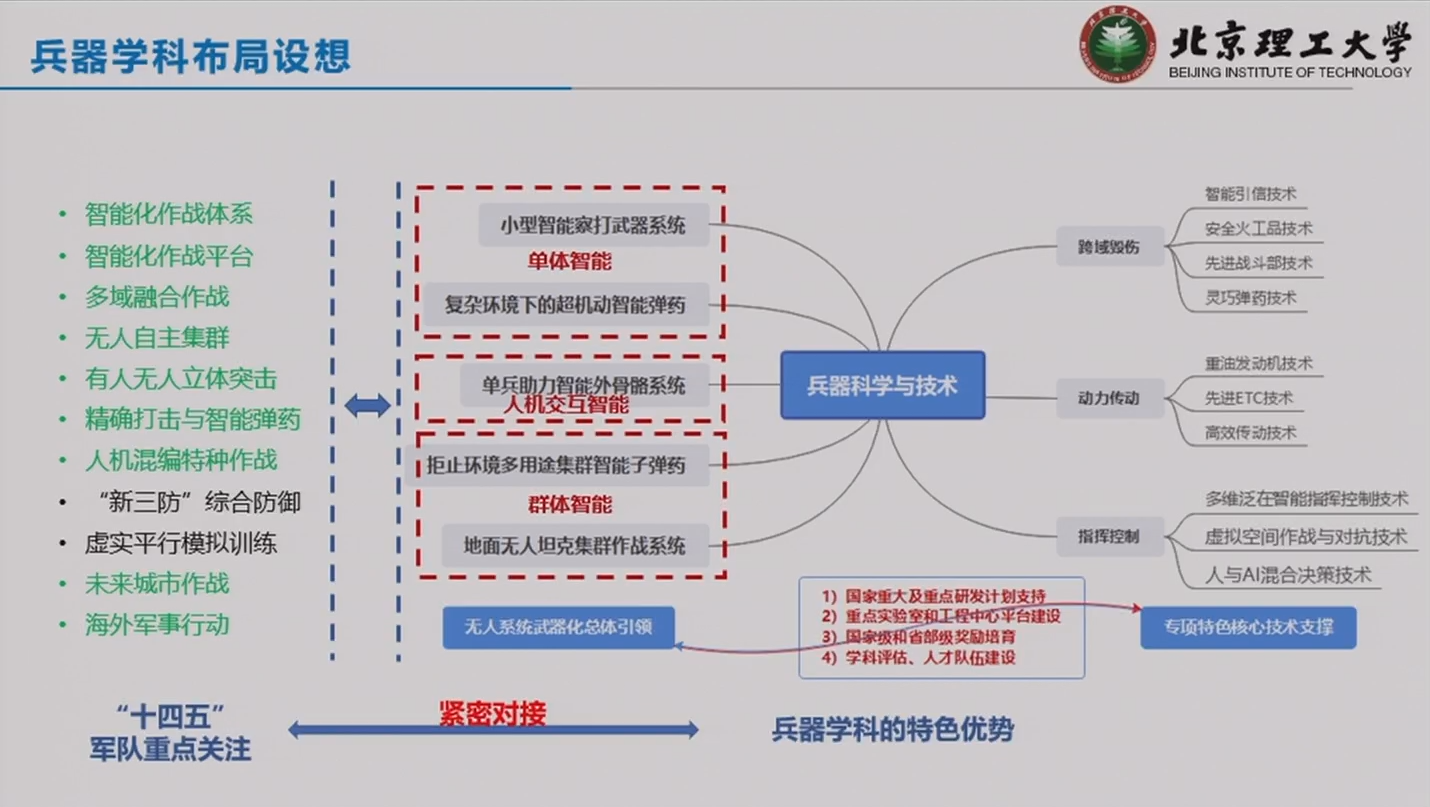 兵器学科布局设想
北京理工大学
BEIJING INSTITUTE OF TECHNOLOGY
• 智能化作战体系
• 智能化作战平台
• 多域融合作战
• 无人自主集群
• 有人无人立体突击
• 精确打击与智能弹药
• 人机混编特种作战
• “新三防”综合防御
• 虚实平行模拟训练
• 未来城市作战
• 海外军事行动
小型智能察打武器系统
单体智能
复杂环境下的超机动智能弹药
单兵助力智能外骨骼系统
人机交互智能
拒止环境多用途集群智能子弹药
群体智能
地面无人坦克集群作战系统
兵器科学与技术
跨域毁伤
智能引信技术
安全火工品技术
先进战斗部技术
灵巧弹药技术
动力传动
重油发动机技术
先进ETC技术
高效传动技术
指挥控制
多维泛在智能指挥控制技术
虚拟空间作战与对抗技术
人与AI混合决策技术
无人系统武器化总体引领
1）国家重大及重点研发计划支持
2）重点实验室和工程中心平台建设
3）国家级和省部级奖励培育
4）学科评估、人才队伍建设
专项特色核心技术支撑
“十四五”
军队重点关注
紧密对接
兵器学科的特色优势